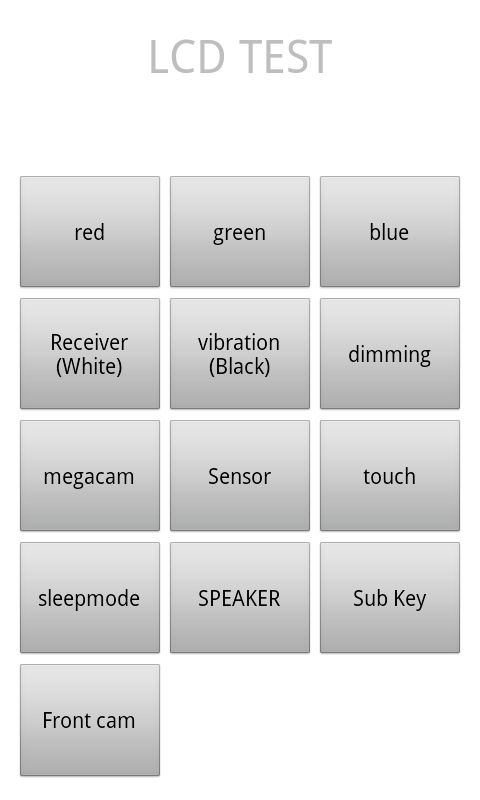 LCD TEST
red
green
blue
Receiver
(White)
vibration
(Black)
dimming
megacam
Sensor
touch
sleepmode
SPEAKER
Sub Key
Front cam